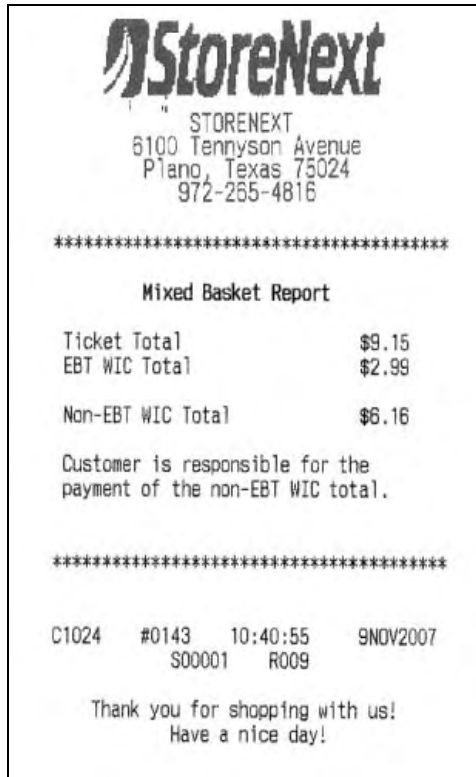 StoreNext
STORENEXT
6100 Tennyson Avenue
Plano, Texas 75024
972-265-4816
****************************************
Mixed Basket Report
Ticket Total $9.15
EBT WIC Total $2.99
Non-EBT WIC Total $6.16
Customer is responsible for the
payment of the non-EBT WIC total.
****************************************
C1024 #0143 10:40:55 9NOV2007
S00001 R009
Thank you for shopping with us!
Have a nice day!